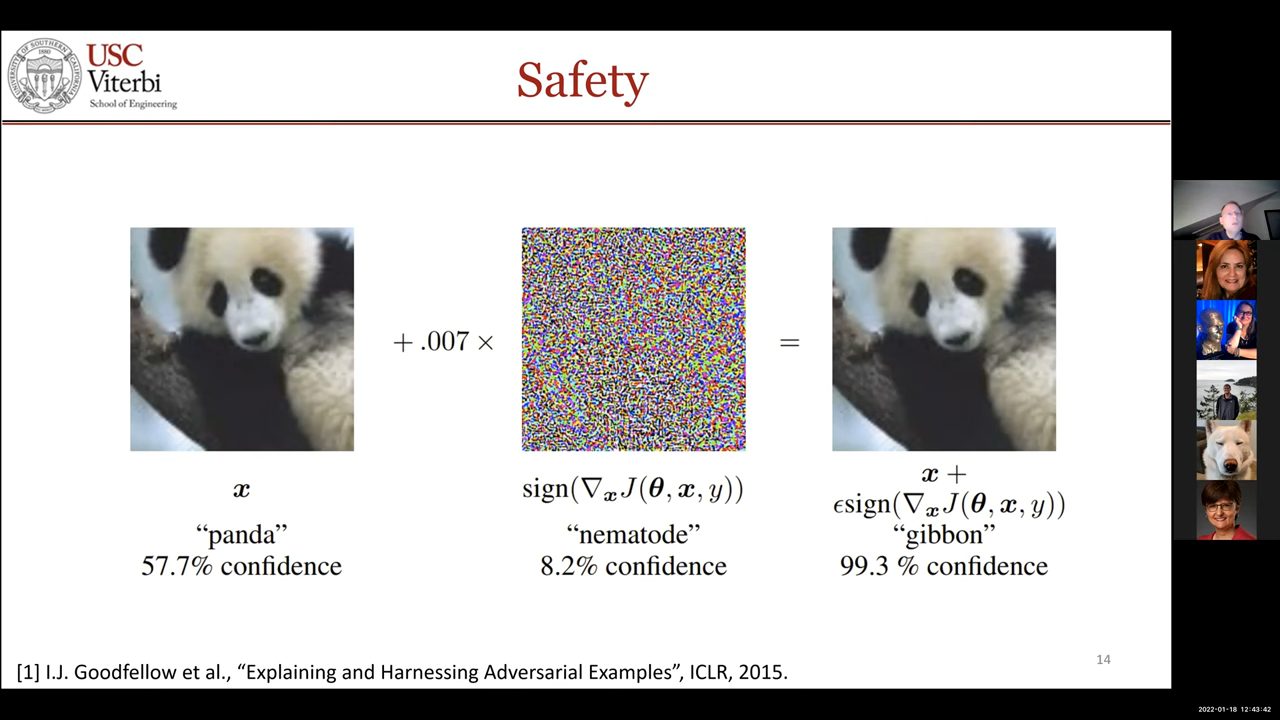 USC
Viterbi
School of Engineering
Safety
+ .007 ×
=
x
sign(∇ₓJ(θ, x, y))
x +
ϵsign(∇ₓJ(θ, x, y))
“panda”
“nematode”
“gibbon”
57.7% confidence
8.2% confidence
99.3 % confidence
[1] I.J. Goodfellow et al., “Explaining and Harnessing Adversarial Examples”, ICLR, 2015.
14
2022-01-18 12:43:42